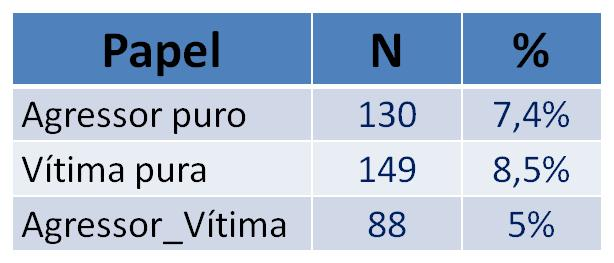 Papel N %
Agressor puro 130 7,4%
Vítima pura 149 8,5%
Agressor_Vítima 88 5%